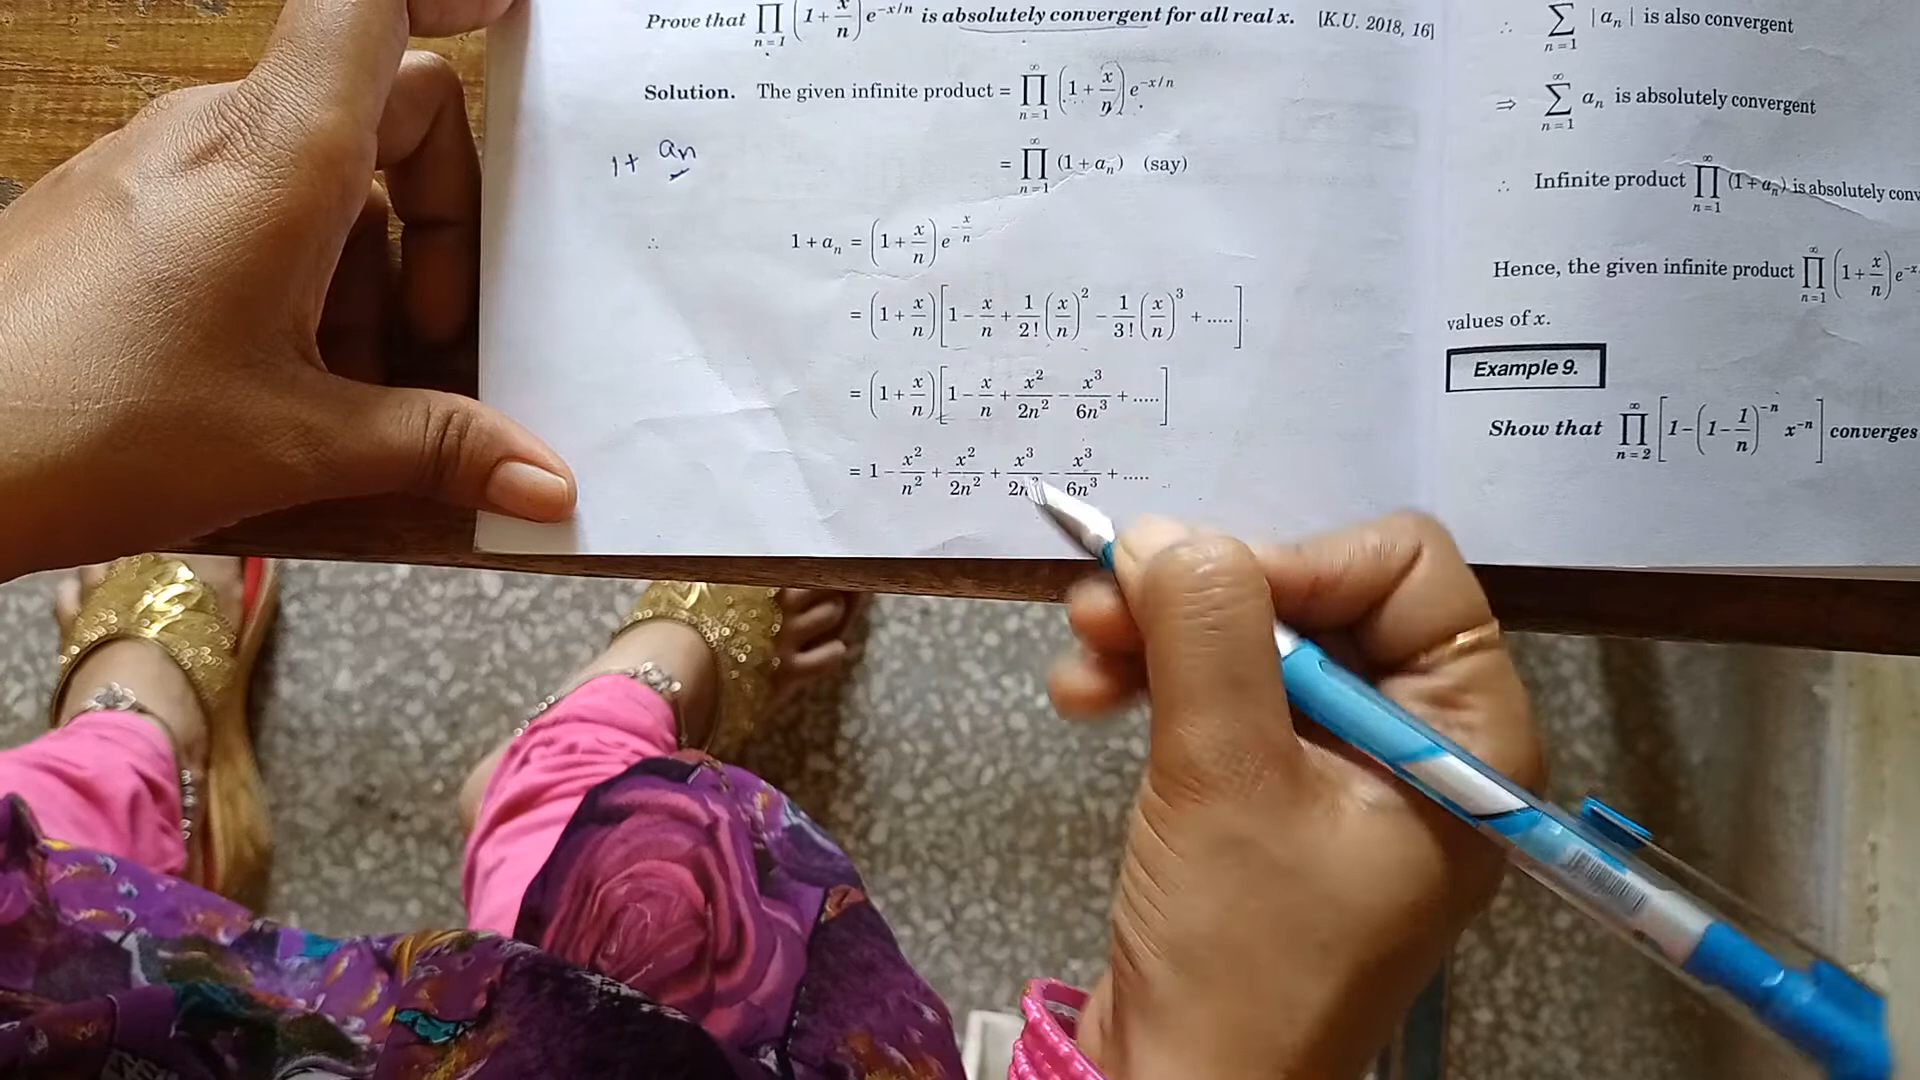 Prove that ∏_{n=1} (1 + x/n) e^{-x/n} is absolutely convergent for all real x. [K.U. 2018, 16]
Solution. The given infinite product = ∏_{n=1}^{∞} (1 + x/n) e^{-x/n}
1 + an
= ∏_{n=1}^{∞} (1 + a_n) (say)
∴ 1 + a_n = (1 + x/n) e^{-x/n}
= (1 + x/n) [1 - x/n + 1/2! (x/n)^2 - 1/3! (x/n)^3 + .....].
= (1 + x/n) [1 - x/n + x^2/2n^2 - x^3/6n^3 + .....]
= 1 - x^2/n^2 + x^2/2n^2 + x^3/2n - x^3/6n^3 + .....
∴ ∑_{n=1} | a_n | is also convergent
⇒ ∑_{n=1}^{∞} a_n is absolutely convergent
∴ Infinite product ∏_{n=1}^{∞} (1 + a_n) is absolutely conv
Hence, the given infinite product ∏_{n=1}^{∞} (1 + x/n) e^{-x
values of x.
Example 9.
Show that ∏_{n=2}^{∞} [1 - (1 - 1/n)^{-n} x^{-n}] converges